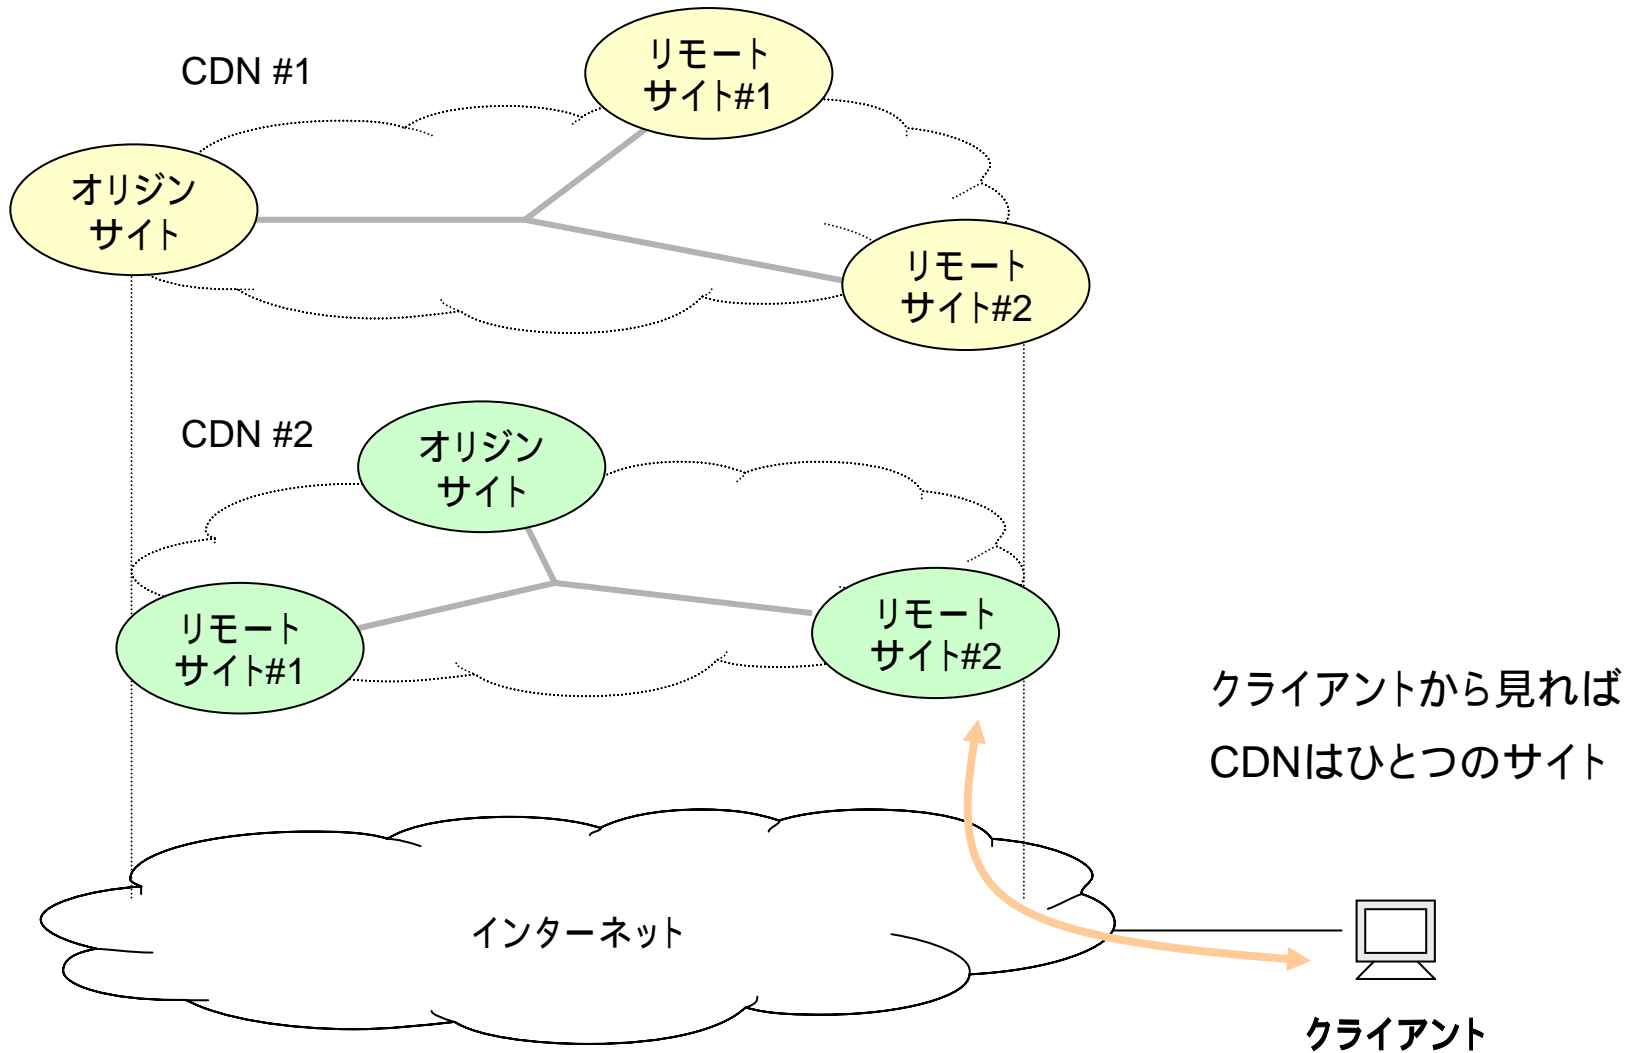 CDN #1
リモート
サイト#1
オリジン
サイト
リモート
サイト#2
CDN #2
オリジン
サイト
リモート
サイト#1
リモート
サイト#2
クライアントから見れば
CDNはひとつのサイト
インターネット
クライアント